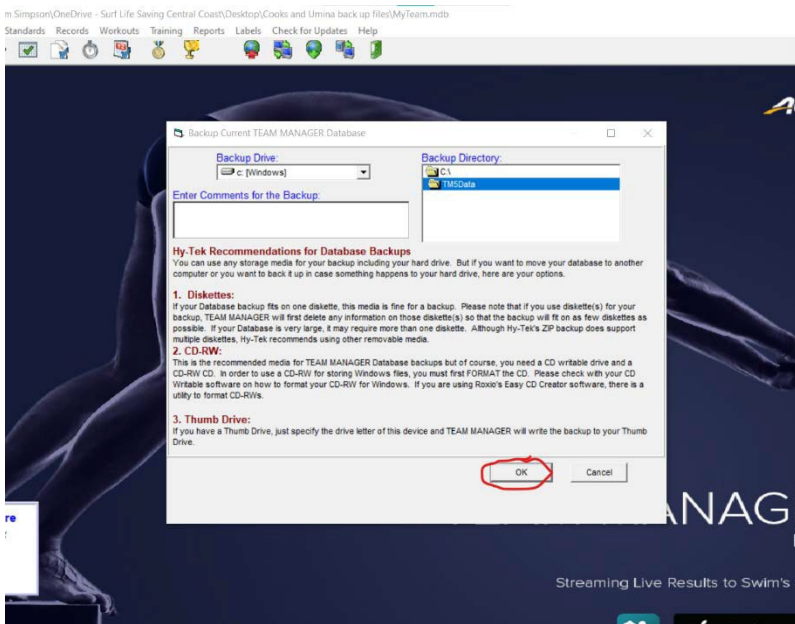 m Simpson\OneDrive - Surf Life Saving Central Coast\Desktop\Cooks and Umina back up files\MyTeam.mdb
Standards Records Workouts Training Reports Labels Check for Updates Help
Backup Current TEAM MANAGER Database
Backup Drive:
Backup Directory:
c: [Windows]
C:\
TM5Data
Enter Comments for the Backup:
Hy-Tek Recommendations for Database Backups
You can use any storage media for your backup including your hard drive. But if you want to move your database to another
computer or you want to back it up in case something happens to your hard drive, here are your options.
1. Diskettes:
If your Database backup fits on one diskette, this media is fine for a backup. Please note that if you use diskette(s) for your
backup, TEAM MANAGER will first delete any information on those diskette(s) so that the backup will fit on as few diskettes as
possible. If your Database is very large, it may require more than one diskette. Although Hy-Tek's ZIP backup does support
multiple diskettes, Hy-Tek recommends using other removable media.
2. CD-RW:
This is the recommended media for TEAM MANAGER Database backups but of course, you need a CD writable drive and a
CD-RW CD. In order to use a CD-RW for storing Windows files, you must first FORMAT the CD. Please check with your CD
Writable software on how to format your CD-RW for Windows. If you are using Roxio's Easy CD Creator software, there is a
utility to format CD-RWs.
3. Thumb Drive:
If you have a Thumb Drive, just specify the drive letter of this device and TEAM MANAGER will write the backup to your Thumb
Drive.
OK
Cancel
re
ANAG
Streaming Live Results to Swim's